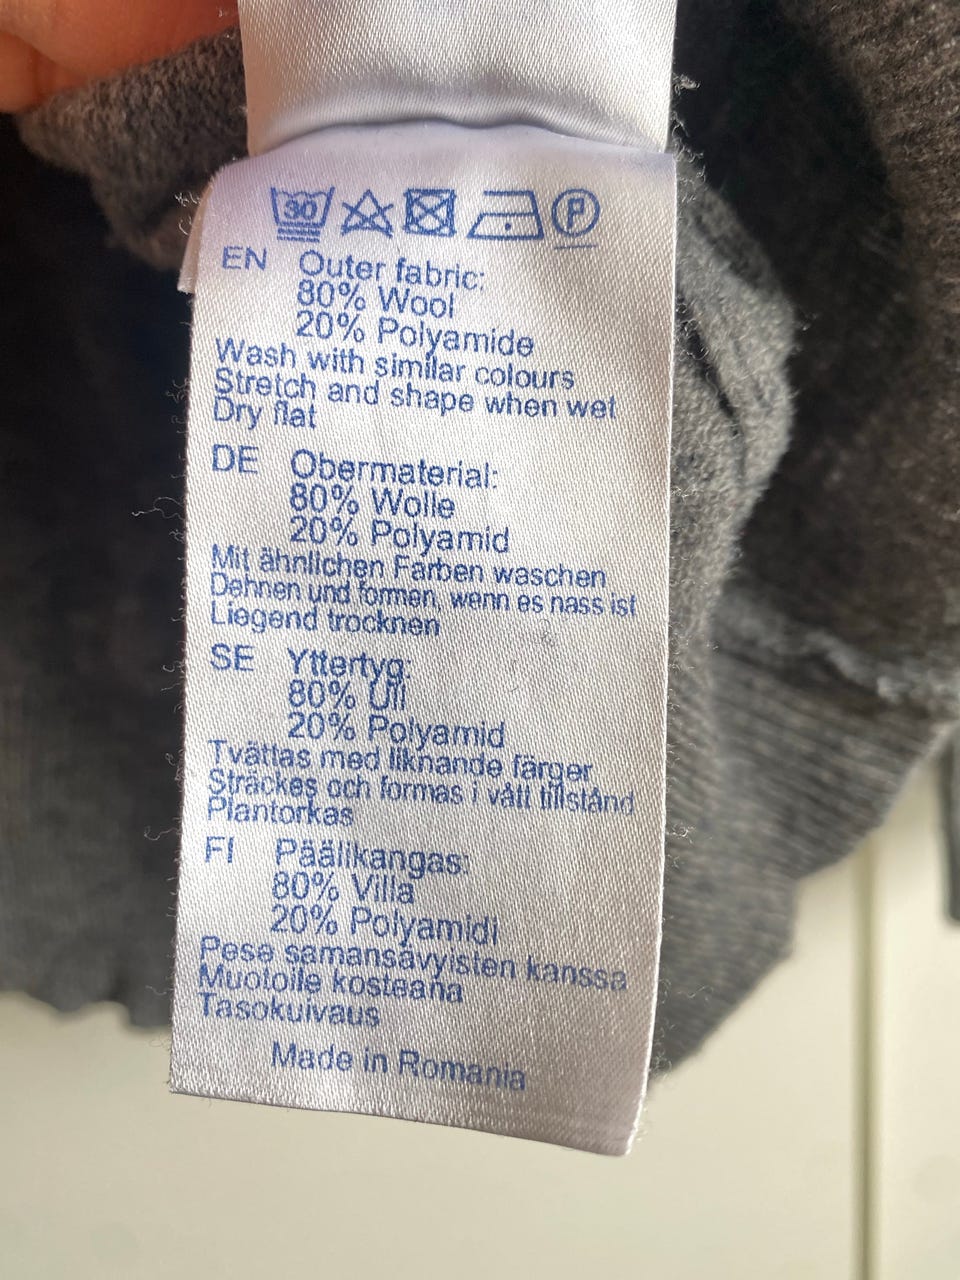 30 P
EN Outer fabric:
80% Wool
20% Polyamide
Wash with similar colours
Stretch and shape when wet
Dry flat
DE Obermaterial:
80% Wolle
20% Polyamid
Mit ähnlichen Farben waschen
Dehnen und formen, wenn es nass ist
Liegend trocknen
SE Yttertyg:
80% Ull
20% Polyamid
Tvättas med liknande färger
Sträckes och formas i vått tillstånd
Plantorkas
FI Päälikangas:
80% Villa
20% Polyamidi
Pese samansävyisten kanssa
Muotoile kosteana
Tasokuivaus
Made in Romania